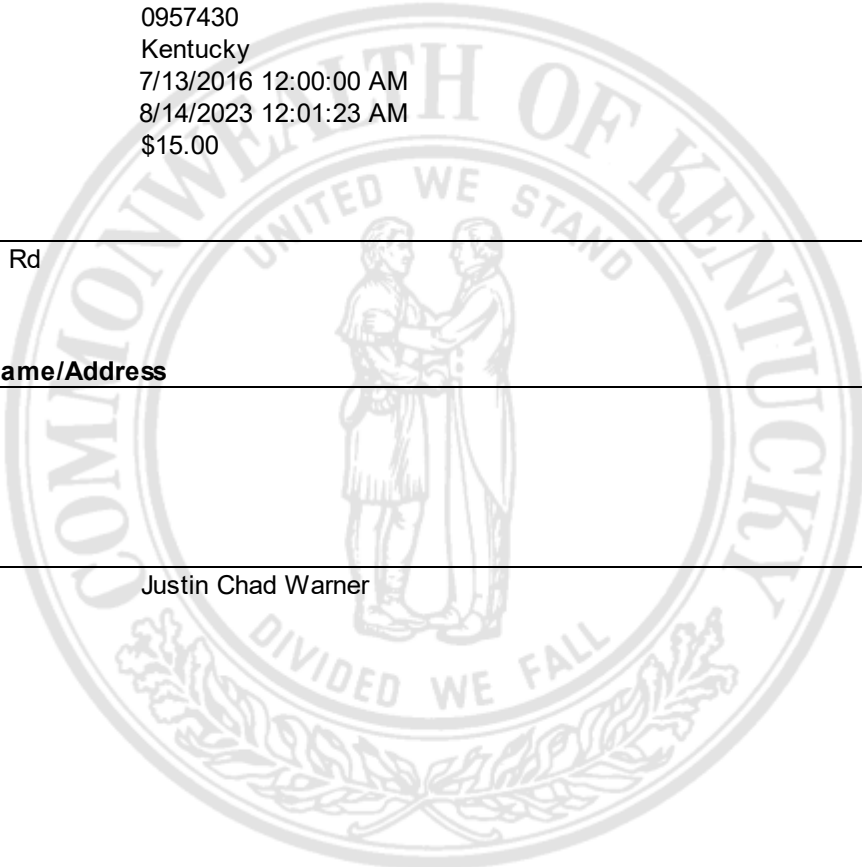 0957430
Kentucky
7/13/2016 12:00:00 AM
8/14/2023 12:01:23 AM
$15.00
Rd
ame/Address
Justin Chad Warner
COMMONWEALTH OF KENTUCKY
UNITED WE STAND
DIVIDED WE FALL